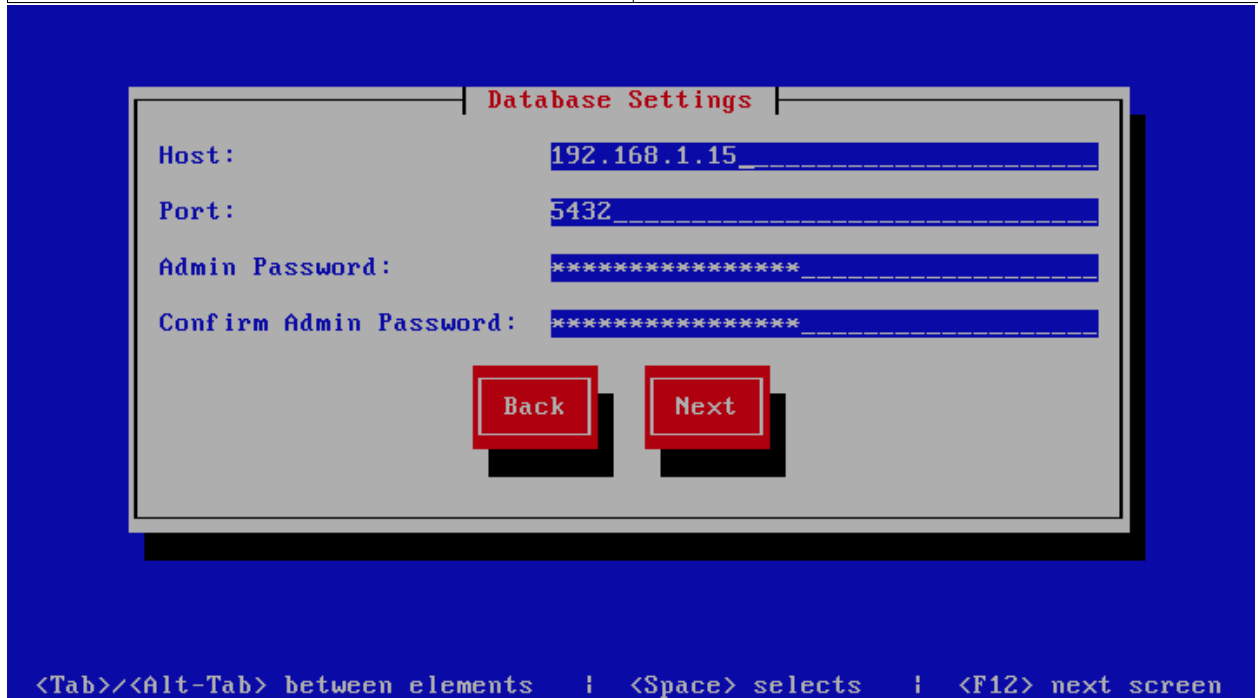 Database Settings
Host: 192.168.1.15
Port: 5432
Admin Password: ****************
Confirm Admin Password: ****************
Back Next
<Tab>/<Alt-Tab> between elements | <Space> selects | <F12> next screen